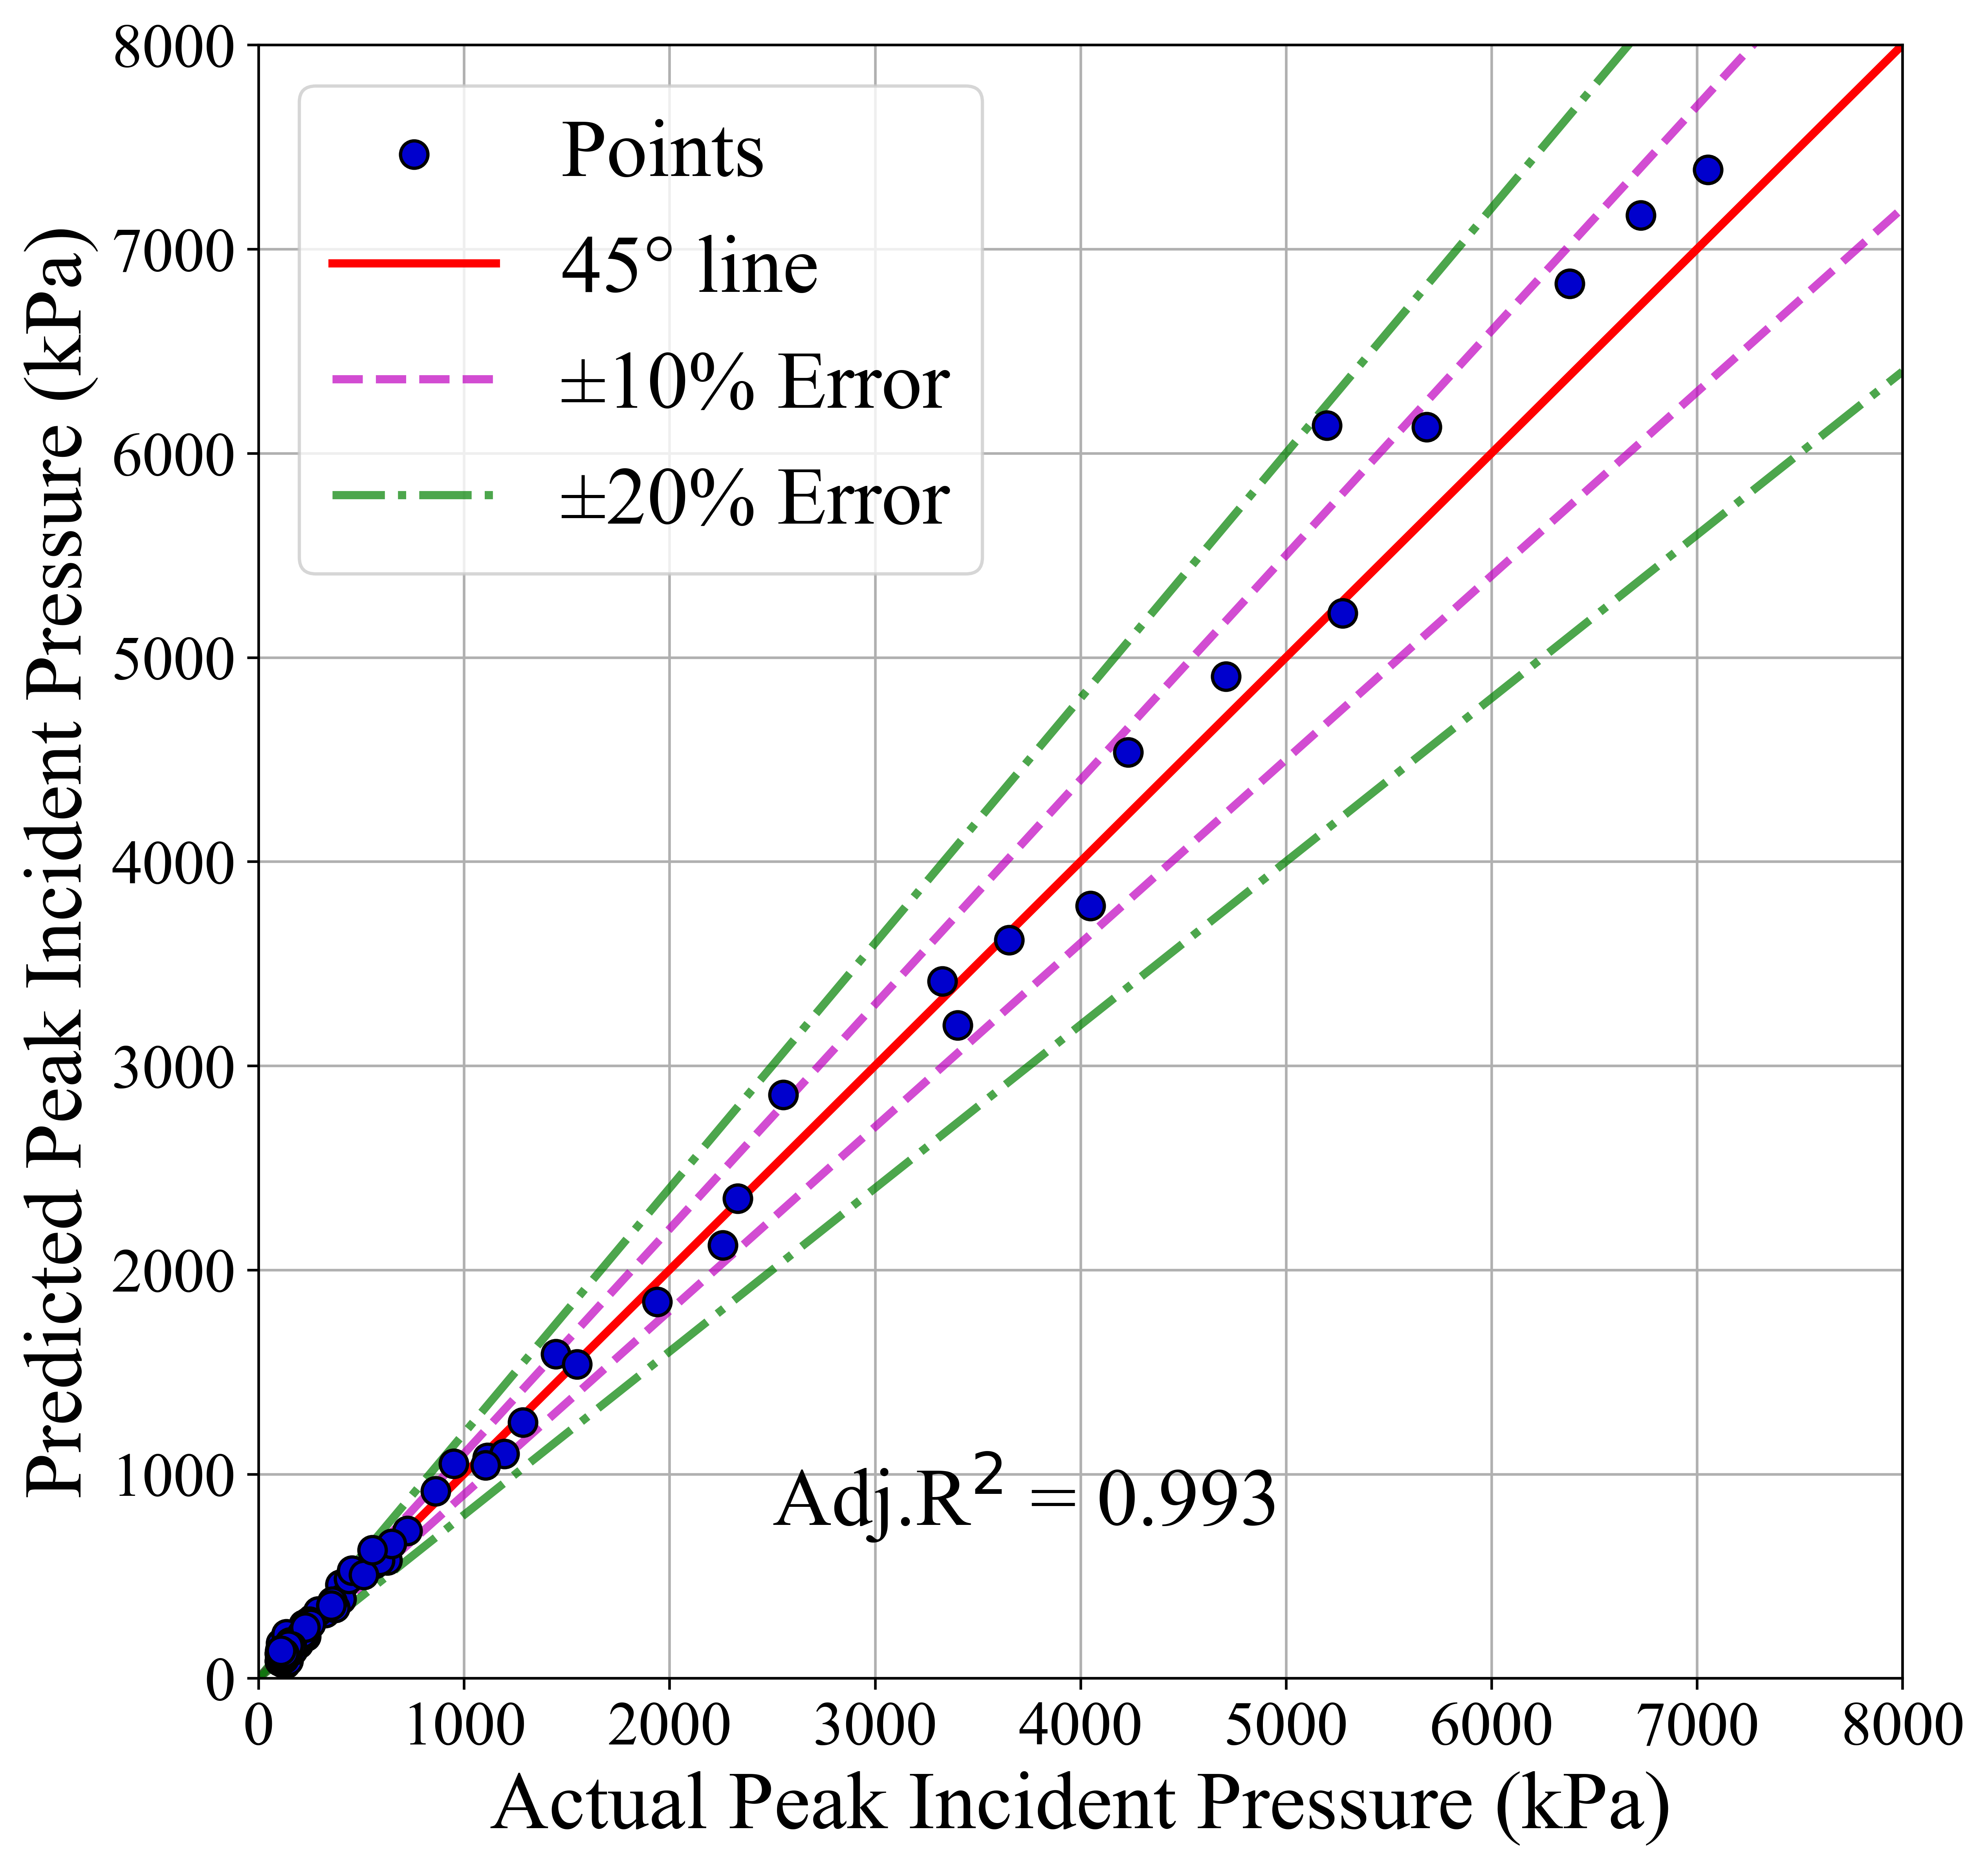 8000
7000
6000
5000
4000
3000
2000
1000
0
Predicted Peak Incident Pressure (kPa)
Points
45° line
±10% Error
±20% Error
Adj.R² = 0.993
0 1000 2000 3000 4000 5000 6000 7000 8000
Actual Peak Incident Pressure (kPa)